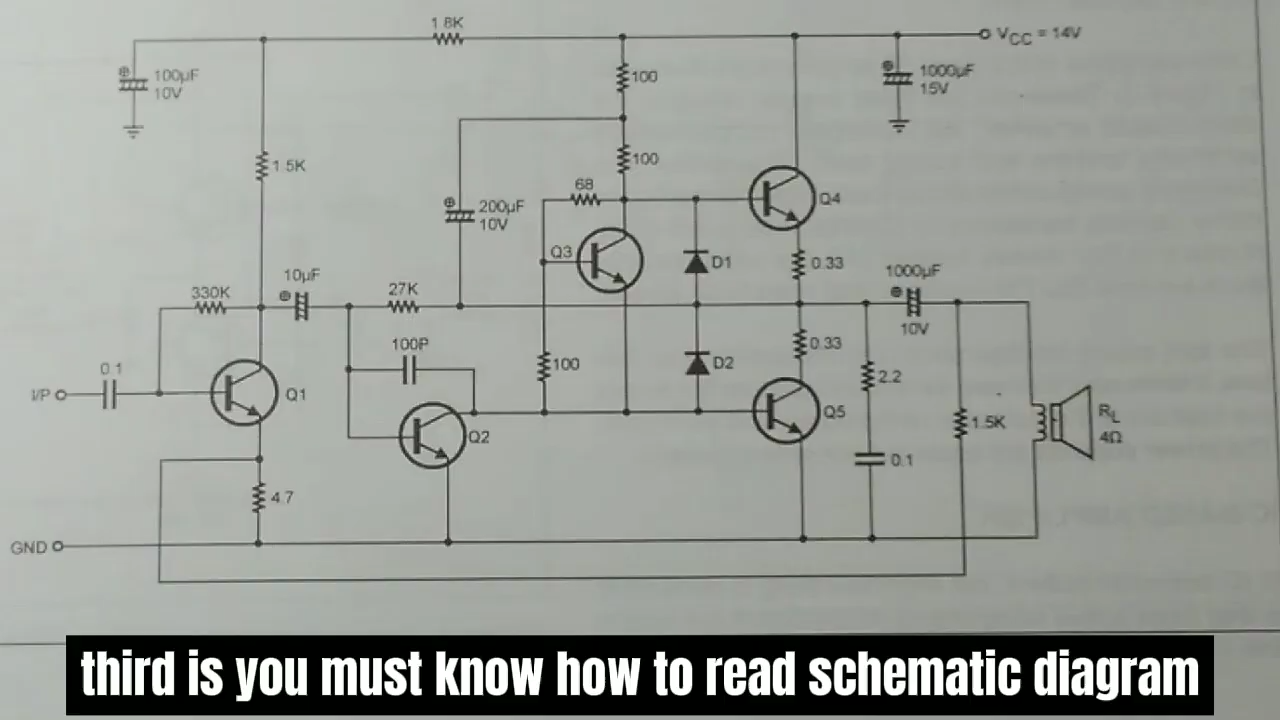 1.8K
VCC = 14V
100µF
10V
100
1000µF
15V
1.5K
100
68
200µF
10V
Q4
Q3
D1
0.33
1000µF
10V
10µF
330K
27K
100P
0.1
I/P
Q1
100
D2
0.33
2.2
Q2
Q5
1.5K
RL
4Ω
0.1
4.7
GND
third is you must know how to read schematic diagram